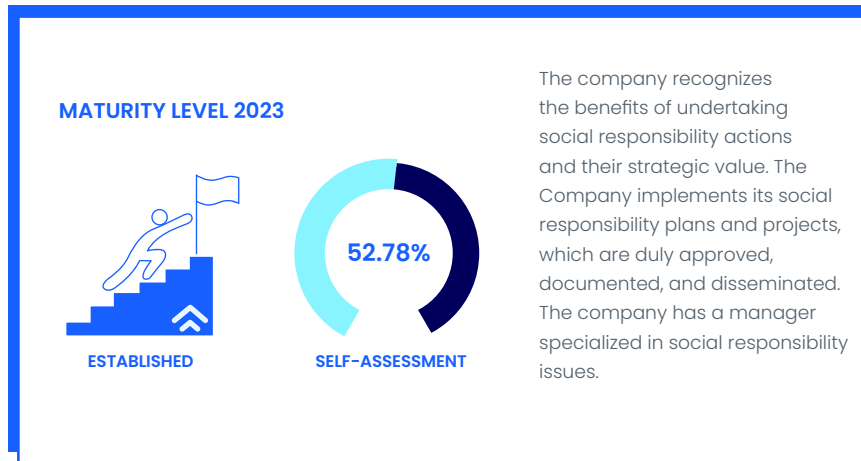 MATURITY LEVEL 2023
52.78%
ESTABLISHED
SELF-ASSESSMENT
The company recognizes
the benefits of undertaking
social responsibility actions
and their strategic value. The
Company implements its social
responsibility plans and projects,
which are duly approved,
documented, and disseminated.
The company has a manager
specialized in social responsibility
issues.